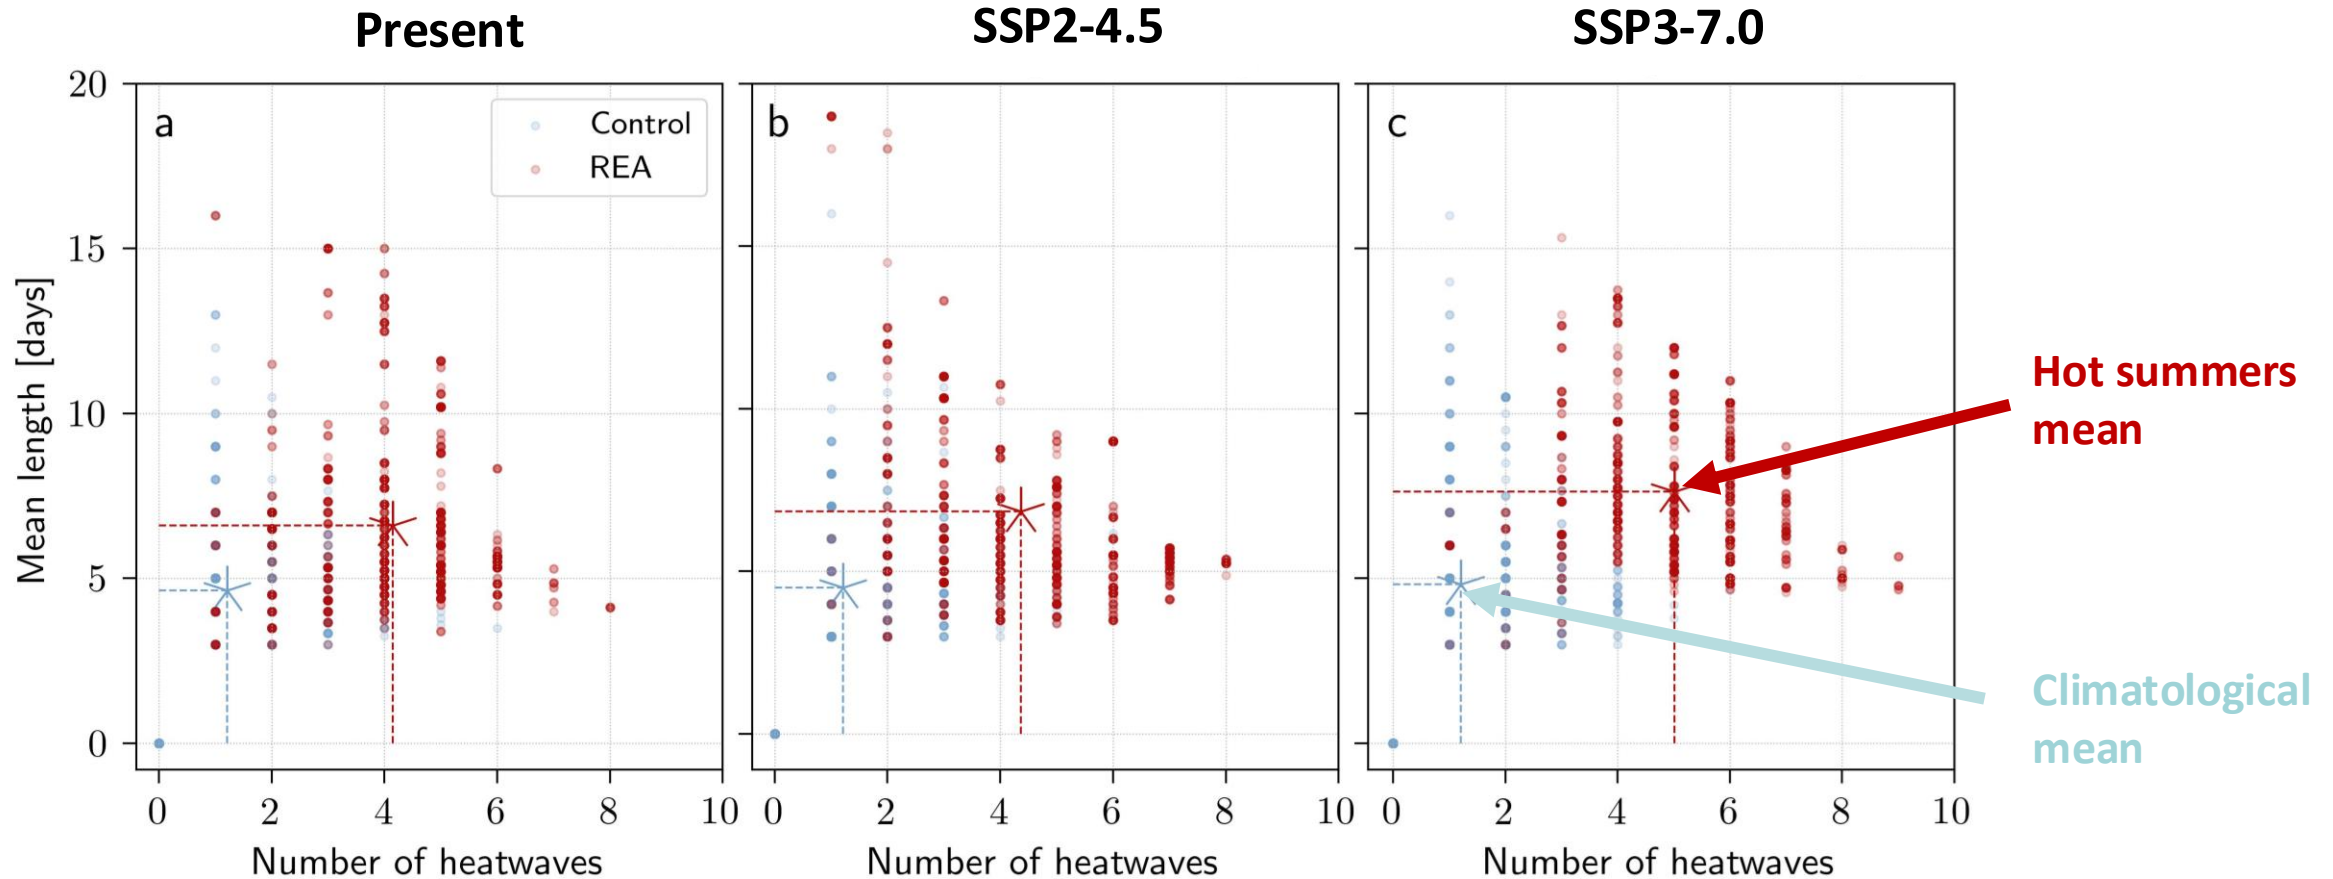 Present
SSP2-4.5
SSP3-7.0
20
15
10
5
0
Mean length [days]
a
Control
REA
b
c
0 2 4 6 8 10
0 2 4 6 8 10
0 2 4 6 8 10
Number of heatwaves
Number of heatwaves
Number of heatwaves
Hot summers
mean
Climatological
mean